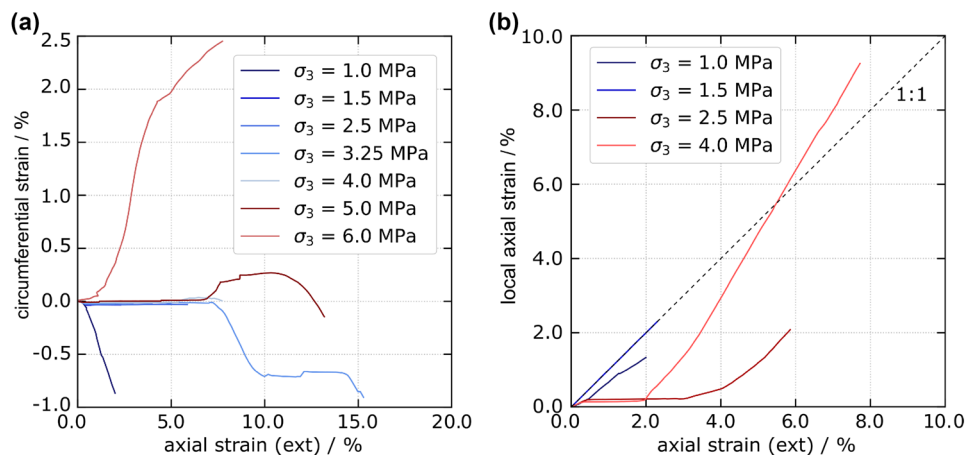 (a)
2.5
2.0
1.5
1.0
0.5
0.0
-0.5
-1.0
circumferential strain / %
σ3 = 1.0 MPa
σ3 = 1.5 MPa
σ3 = 2.5 MPa
σ3 = 3.25 MPa
σ3 = 4.0 MPa
σ3 = 5.0 MPa
σ3 = 6.0 MPa
0.0 5.0 10.0 15.0 20.0
axial strain (ext) / %
(b)
10.0
8.0
6.0
4.0
2.0
0.0
local axial strain / %
σ3 = 1.0 MPa
σ3 = 1.5 MPa
σ3 = 2.5 MPa
σ3 = 4.0 MPa
1:1
0.0 2.0 4.0 6.0 8.0 10.0
axial strain (ext) / %